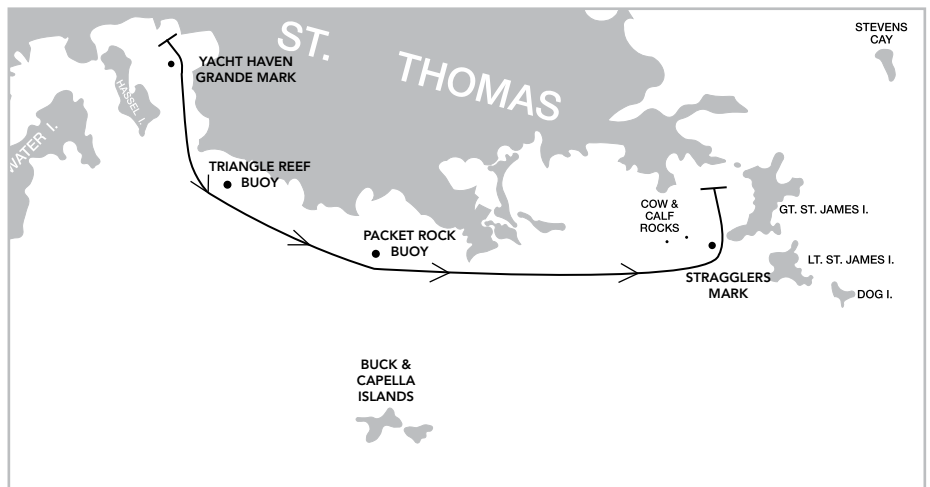 ST. THOMAS
STEVENS
CAY
YACHT HAVEN
GRANDE MARK
HASSEL I.
WATER I.
TRIANGLE REEF
BUOY
PACKET ROCK
BUOY
COW &
CALF
ROCKS
GT. ST. JAMES I.
LT. ST. JAMES I.
STRAGGLERS
MARK
DOG I.
BUCK &
CAPELLA
ISLANDS